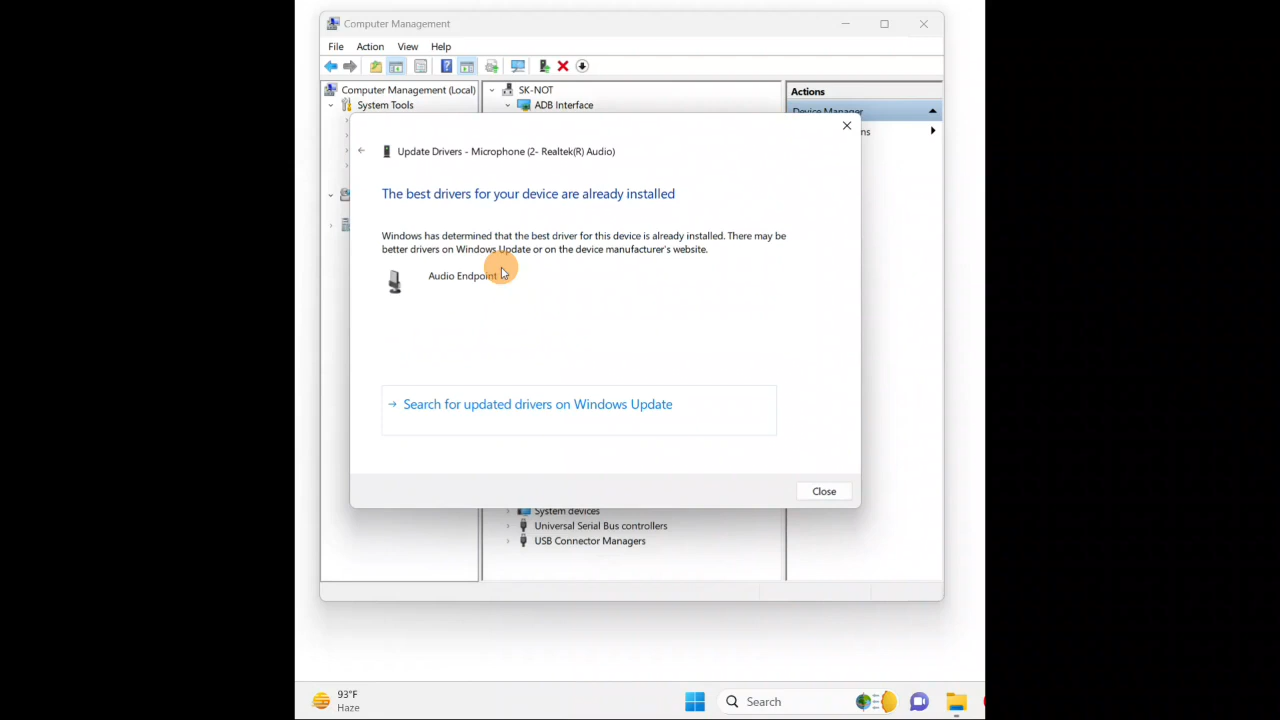 Computer Management
File Action View Help
Computer Management (Local)
System Tools
SK-NOT
ADB Interface
Actions
Device Manager
ns
Update Drivers - Microphone (2- Realtek(R) Audio)
The best drivers for your device are already installed
Windows has determined that the best driver for this device is already installed. There may be
better drivers on Windows Update or on the device manufacturer's website.
Audio Endpoint
Search for updated drivers on Windows Update
Close
System devices
Universal Serial Bus controllers
USB Connector Managers
93°F
Haze
Search